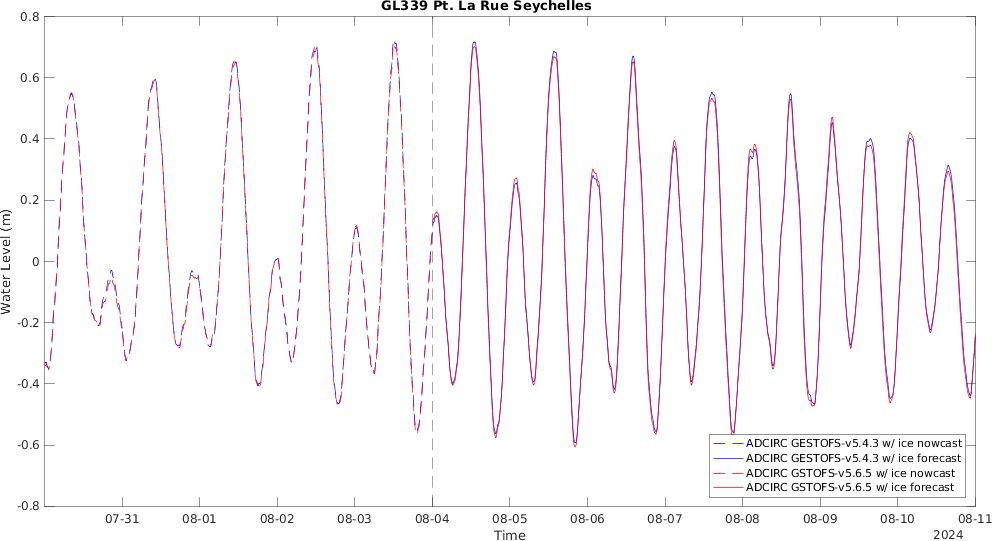 GL339 Pt. La Rue Seychelles
0.8
0.6
0.4
0.2
0
-0.2
-0.4
-0.6
-0.8
Water Level (m)
ADCIRC GESTOFS-v5.4.3 w/ ice nowcast
ADCIRC GESTOFS-v5.4.3 w/ ice forecast
ADCIRC GSTOFS-v5.6.5 w/ ice nowcast
ADCIRC GSTOFS-v5.6.5 w/ ice forecast
07-31 08-01 08-02 08-03 08-04 08-05 08-06 08-07 08-08 08-09 08-10 08-11
Time
2024